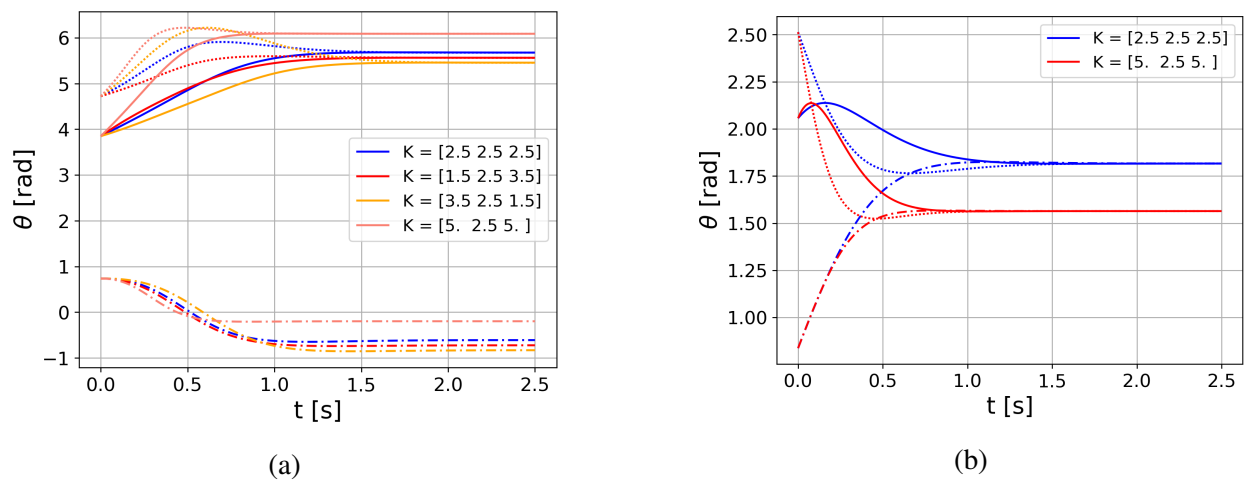 6
5
4
3
2
1
0
−1
θ [rad]
K = [2.5 2.5 2.5]
K = [1.5 2.5 3.5]
K = [3.5 2.5 1.5]
K = [5. 2.5 5. ]
0.0 0.5 1.0 1.5 2.0 2.5
t [s]
(a)
2.50
2.25
2.00
1.75
1.50
1.25
1.00
θ [rad]
K = [2.5 2.5 2.5]
K = [5. 2.5 5. ]
0.0 0.5 1.0 1.5 2.0 2.5
t [s]
(b)